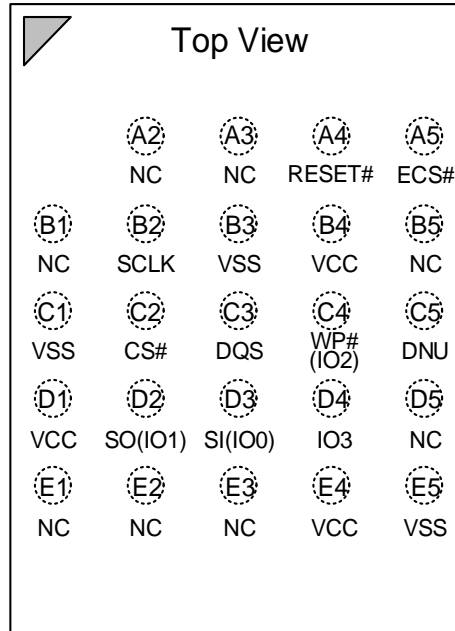 Top View
A2 A3 A4 A5
NC NC RESET# ECS#
B1 B2 B3 B4 B5
NC SCLK VSS VCC NC
C1 C2 C3 C4 C5
VSS CS# DQS WP# DNU
(IO2)
D1 D2 D3 D4 D5
VCC SO(IO1) SI(IO0) IO3 NC
E1 E2 E3 E4 E5
NC NC NC VCC VSS